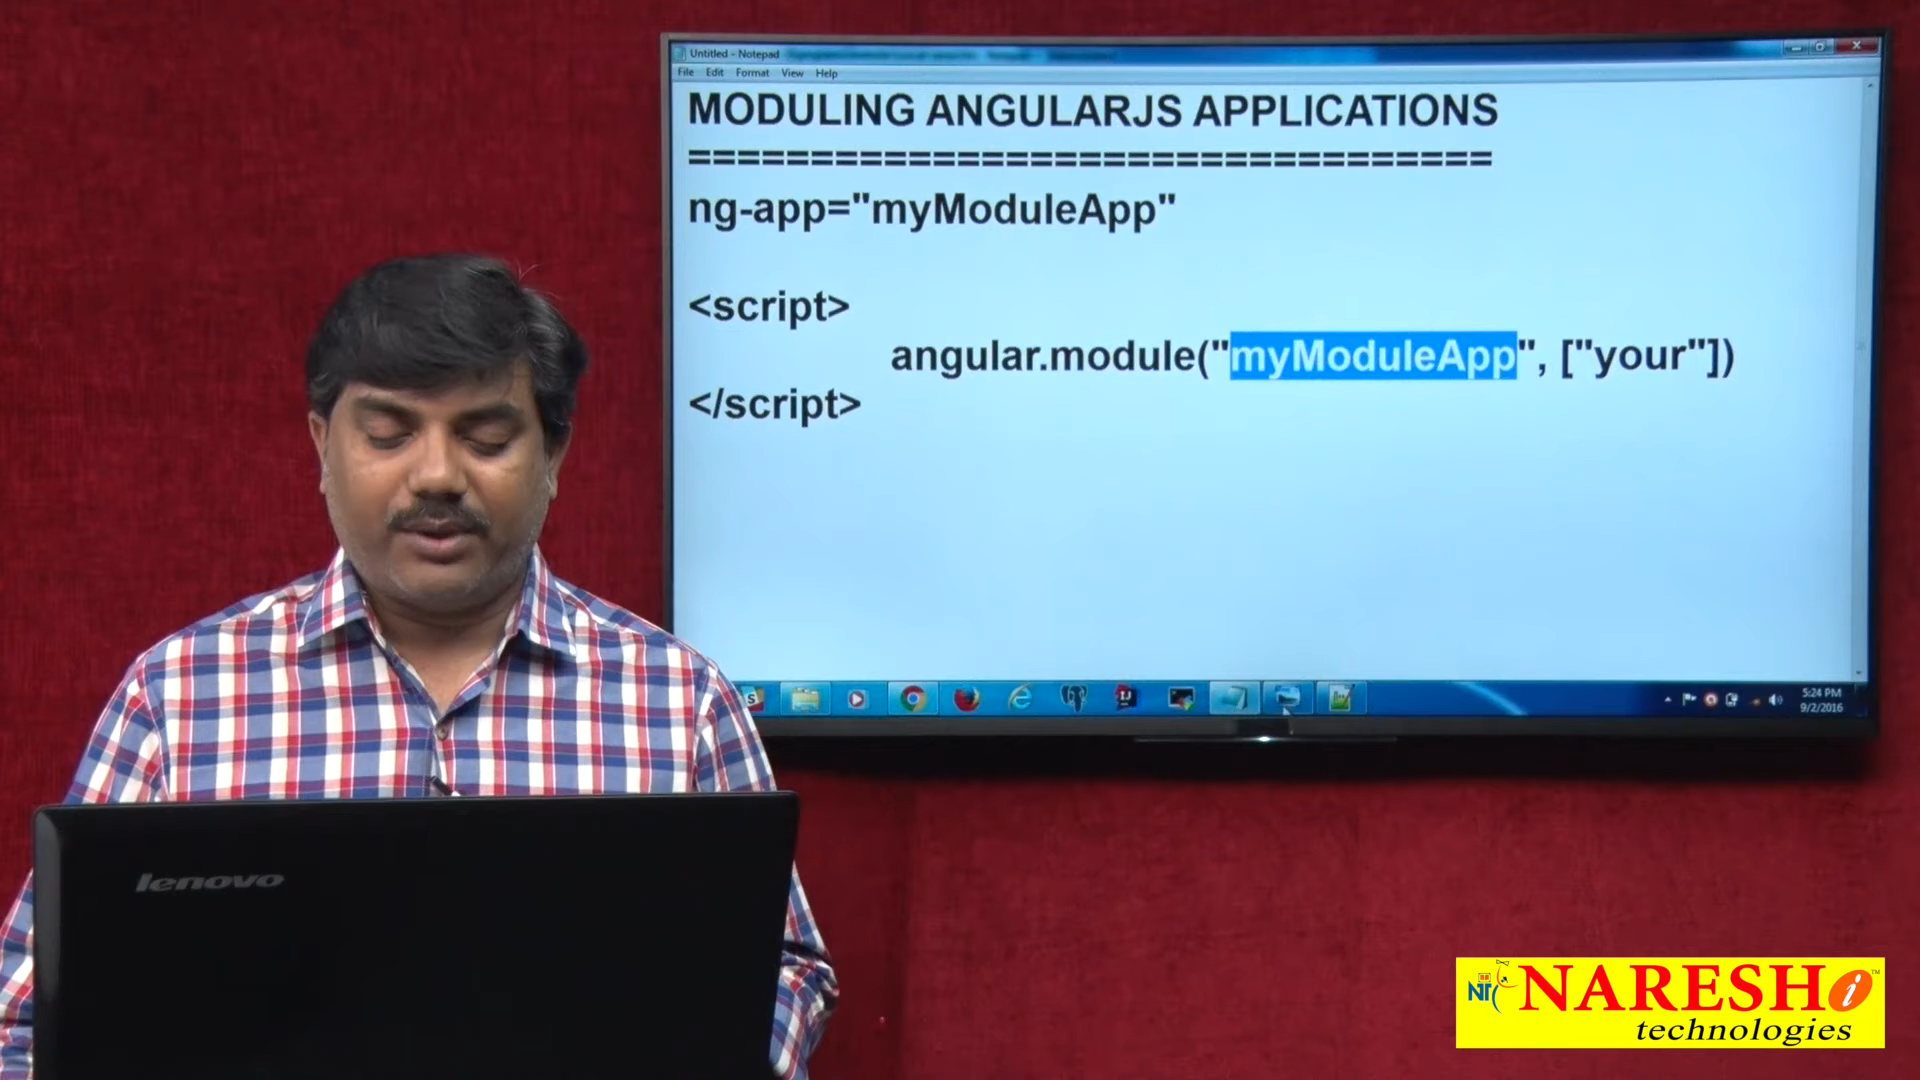 Untitled - Notepad
File Edit Format View Help
MODULING ANGULARJS APPLICATIONS
=================================
ng-app="myModuleApp"
<script>
angular.module("myModuleApp", ["your"])
</script>
5:24 PM
9/2/2016
lenovo
NARESH i
technologies